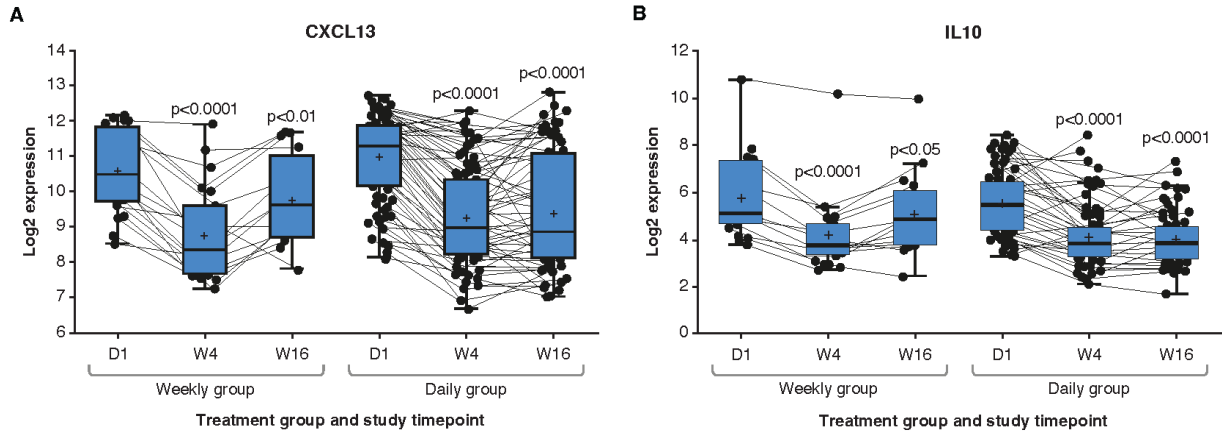 A
CXCL13
Log2 expression
14
13
12
11
10
9
8
7
6
p<0.0001
p<0.01
p<0.0001
p<0.0001
D1 W4 W16 D1 W4 W16
Weekly group Daily group
Treatment group and study timepoint
B
IL10
Log2 expression
12
10
8
6
4
2
0
p<0.0001
p<0.05
p<0.0001
p<0.0001
D1 W4 W16 D1 W4 W16
Weekly group Daily group
Treatment group and study timepoint